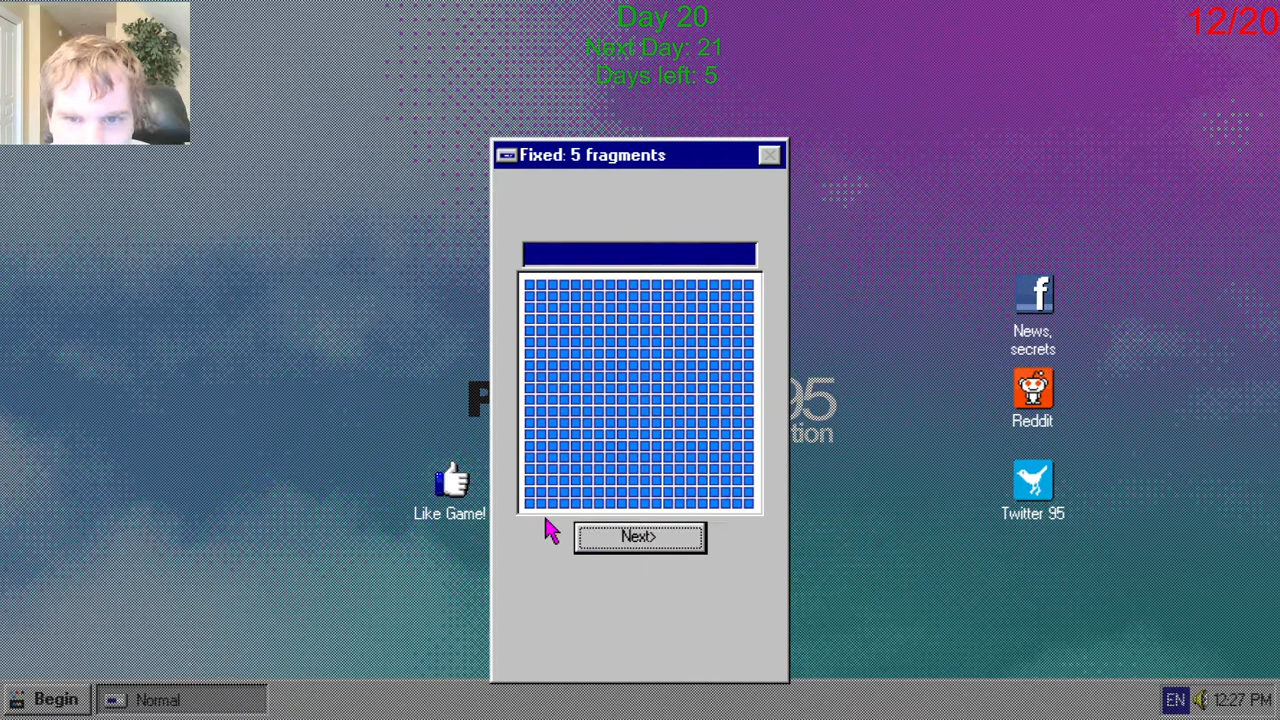 Day 20
Next Day: 21
Days left: 5
12/20
Fixed: 5 fragments
News,
secrets
Reddit
95
Like Game!
Twitter 95
Next>
Begin
Normal
EN
12:27 PM